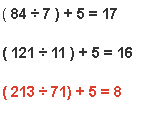 ( 84 ÷ 7 ) + 5 = 17
( 121 ÷ 11 ) + 5 = 16
( 213 ÷ 71) + 5 = 8